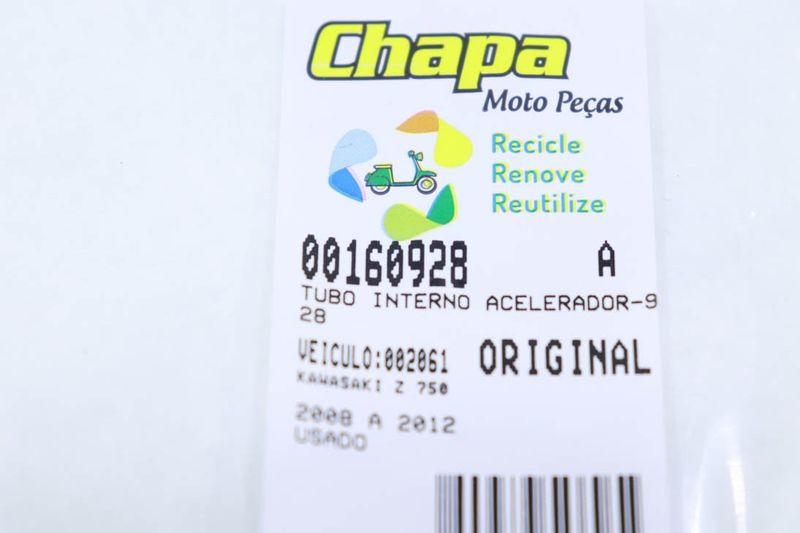 Chapa
Moto Peças
Recicle
Renove
Reutilize
00160928 A
TUBO INTERNO ACELERADOR-9
28
VEICULO:002061 ORIGINAL
KAWASAKI Z 750
2008 A 2012
USADO